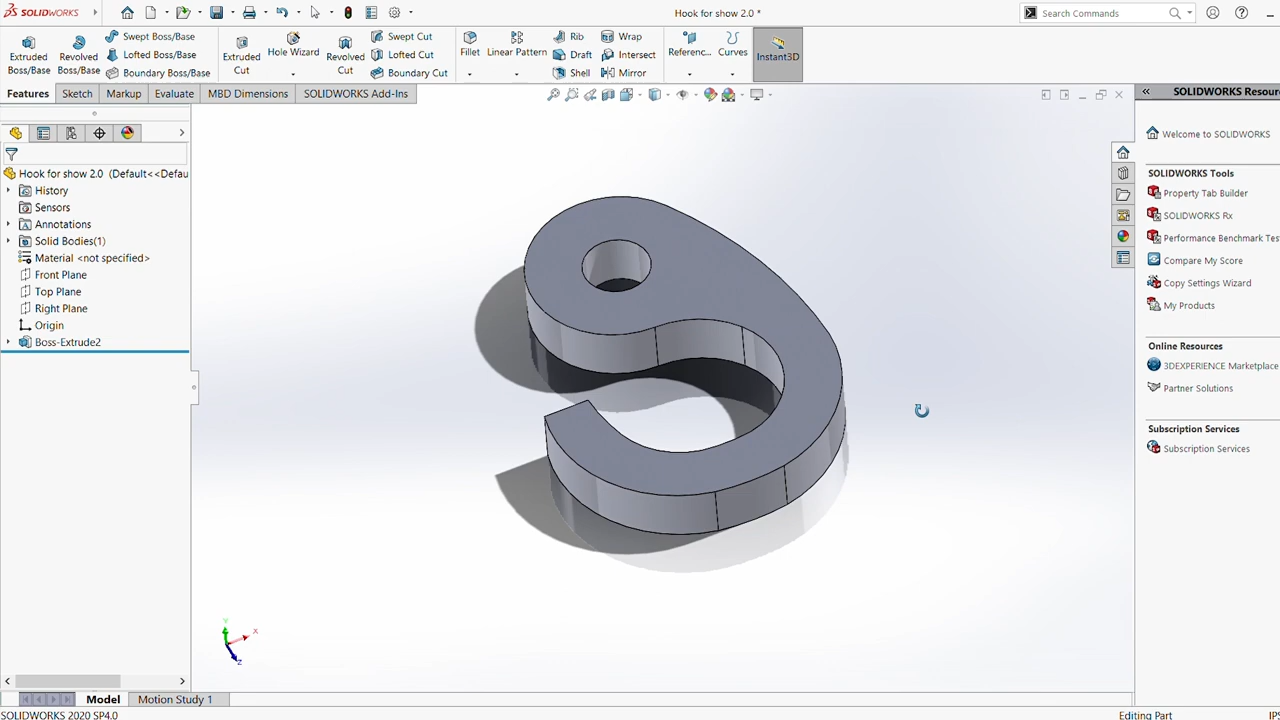 SOLIDWORKS
Hook for show 2.0 *
Search Commands
Extruded Boss/Base
Revolved Boss/Base
Swept Boss/Base
Lofted Boss/Base
Boundary Boss/Base
Extruded Cut
Hole Wizard
Revolved Cut
Swept Cut
Lofted Cut
Boundary Cut
Fillet
Linear Pattern
Rib
Draft
Shell
Wrap
Intersect
Mirror
Referenc...
Curves
Instant3D
Features
Sketch
Markup
Evaluate
MBD Dimensions
SOLIDWORKS Add-Ins
Hook for show 2.0 (Default<<Defau
History
Sensors
Annotations
Solid Bodies(1)
Material <not specified>
Front Plane
Top Plane
Right Plane
Origin
Boss-Extrude2
Y
X
Z
SOLIDWORKS Resour
Welcome to SOLIDWORKS
SOLIDWORKS Tools
Property Tab Builder
SOLIDWORKS Rx
Performance Benchmark Tes
Compare My Score
Copy Settings Wizard
My Products
Online Resources
3DEXPERIENCE Marketplace
Partner Solutions
Subscription Services
Subscription Services
Model
Motion Study 1
SOLIDWORKS 2020 SP4.0
Editing Part
IPS